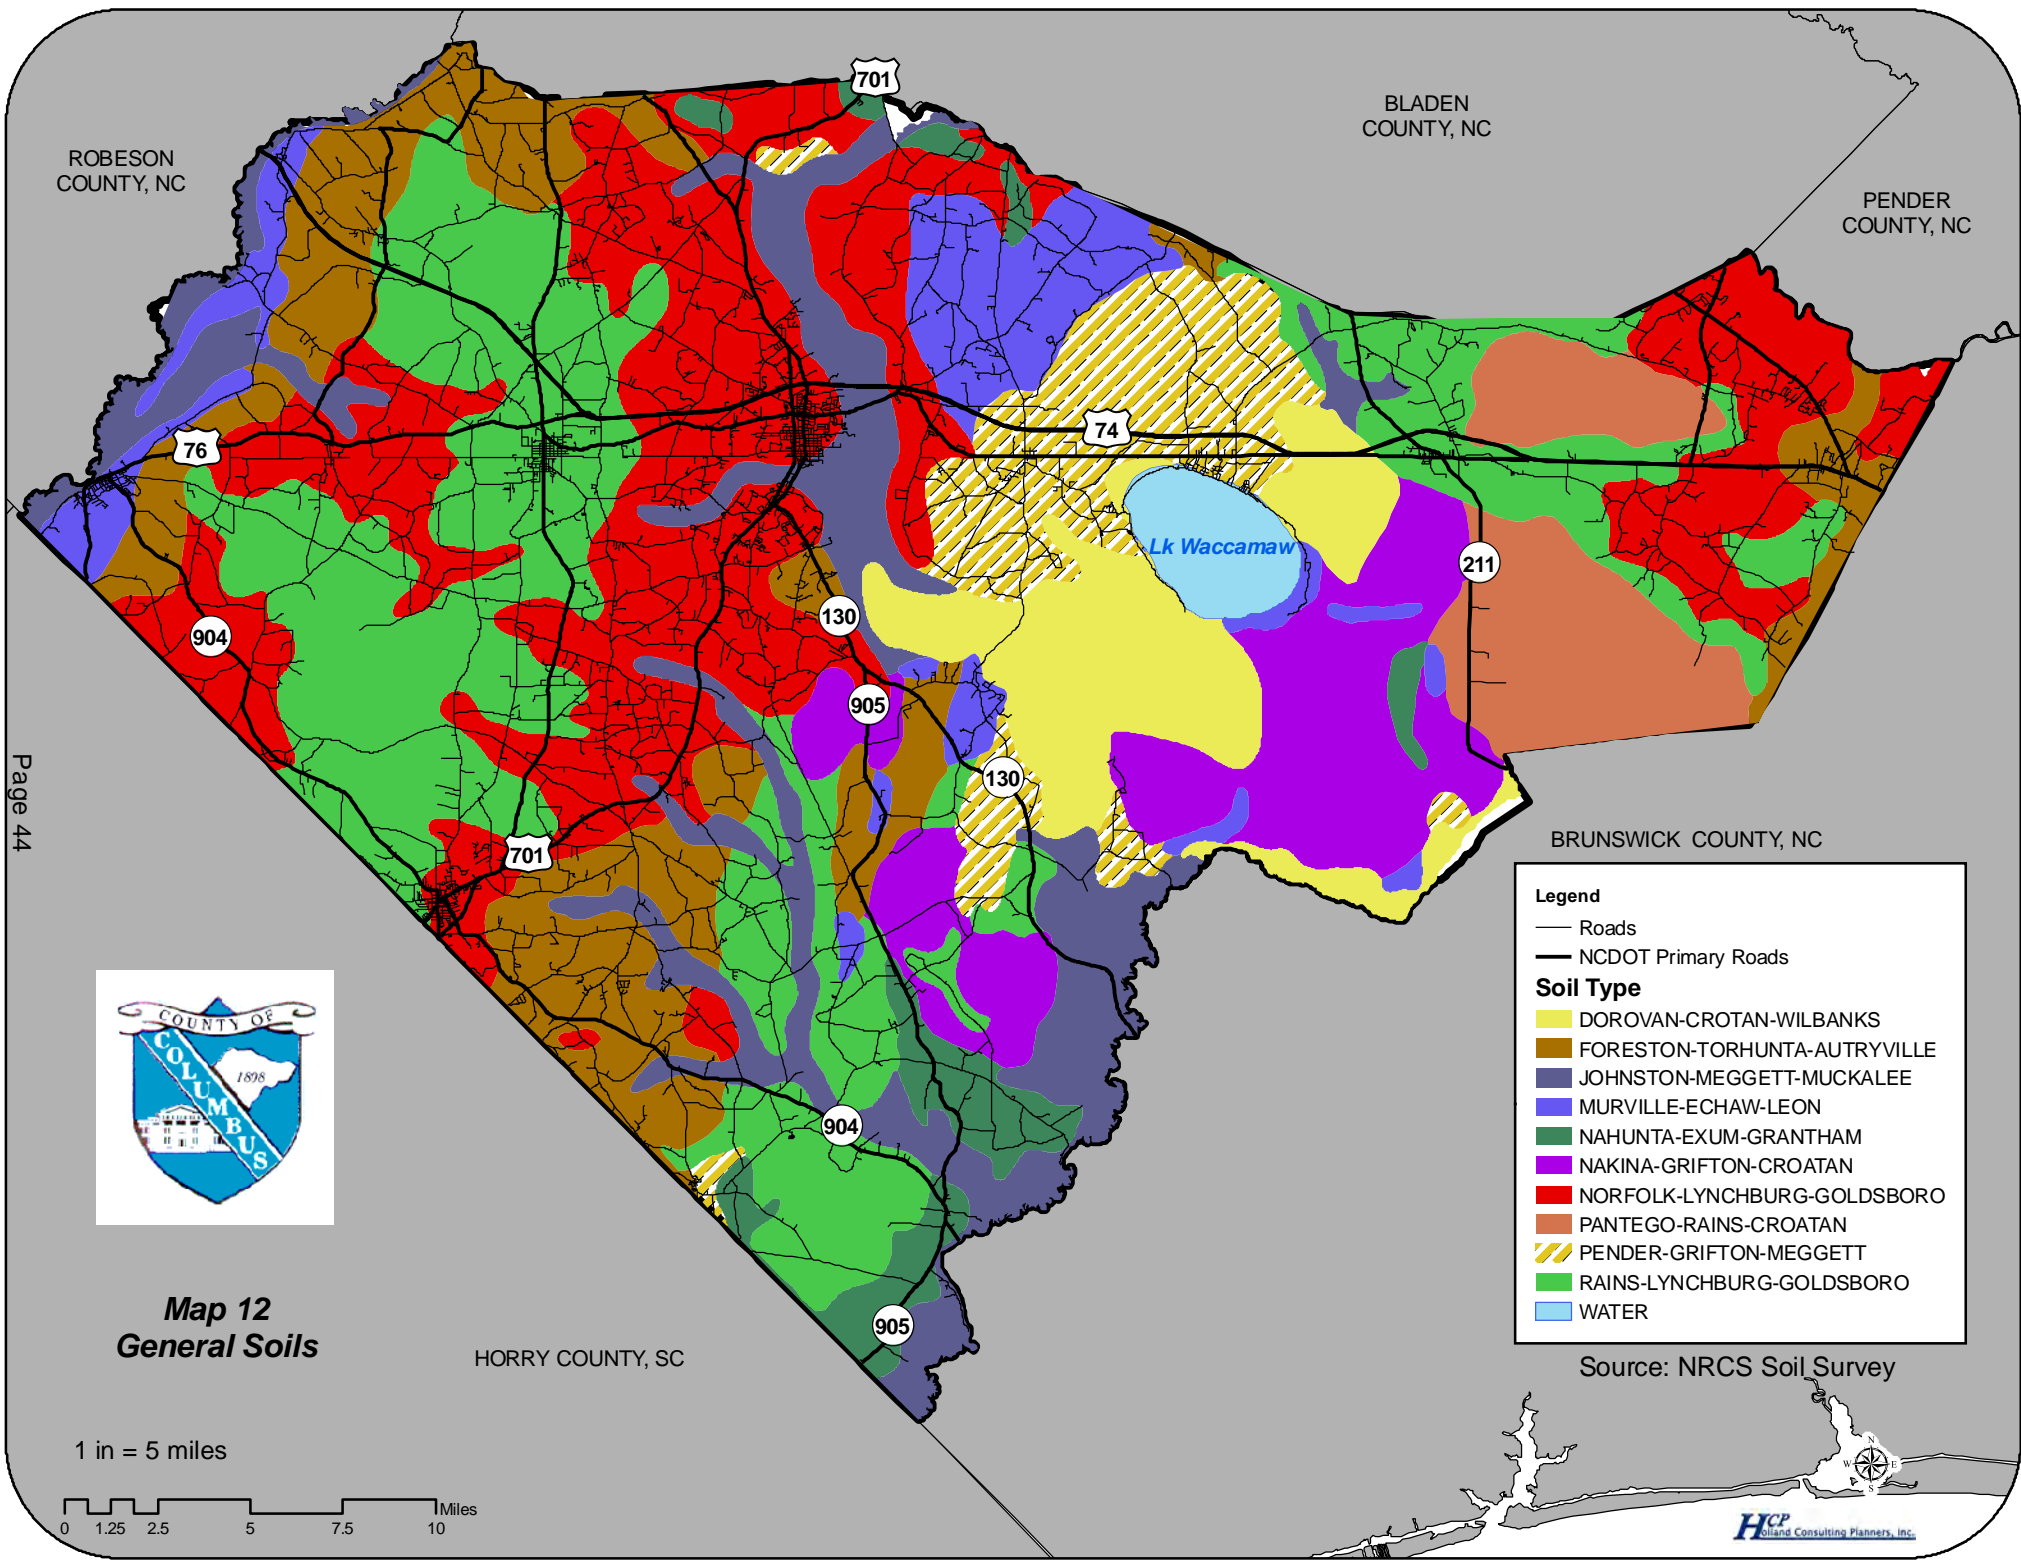 701
BLADEN
COUNTY, NC
ROBESON
COUNTY, NC
PENDER
COUNTY, NC
76
74
Lk Waccamaw
211
130
904
905
130
701
Page 44
BRUNSWICK COUNTY, NC
Legend
Roads
NCDOT Primary Roads
Soil Type
DOROVAN-CROTAN-WILBANKS
FORESTON-TORHUNTA-AUTRYVILLE
JOHNSTON-MEGGETT-MUCKALEE
MURVILLE-ECHAW-LEON
NAHUNTA-EXUM-GRANTHAM
NAKINA-GRIFTON-CROATAN
NORFOLK-LYNCHBURG-GOLDSBORO
PANTEGO-RAINS-CROATAN
PENDER-GRIFTON-MEGGETT
RAINS-LYNCHBURG-GOLDSBORO
WATER
COUNTY OF
COLUMBUS
1898
904
905
Map 12
General Soils
HORRY COUNTY, SC
Source: NRCS Soil Survey
1 in = 5 miles
Miles
0 1.25 2.5 5 7.5 10
N
W E
S
HCP
Holland Consulting Planners, Inc.